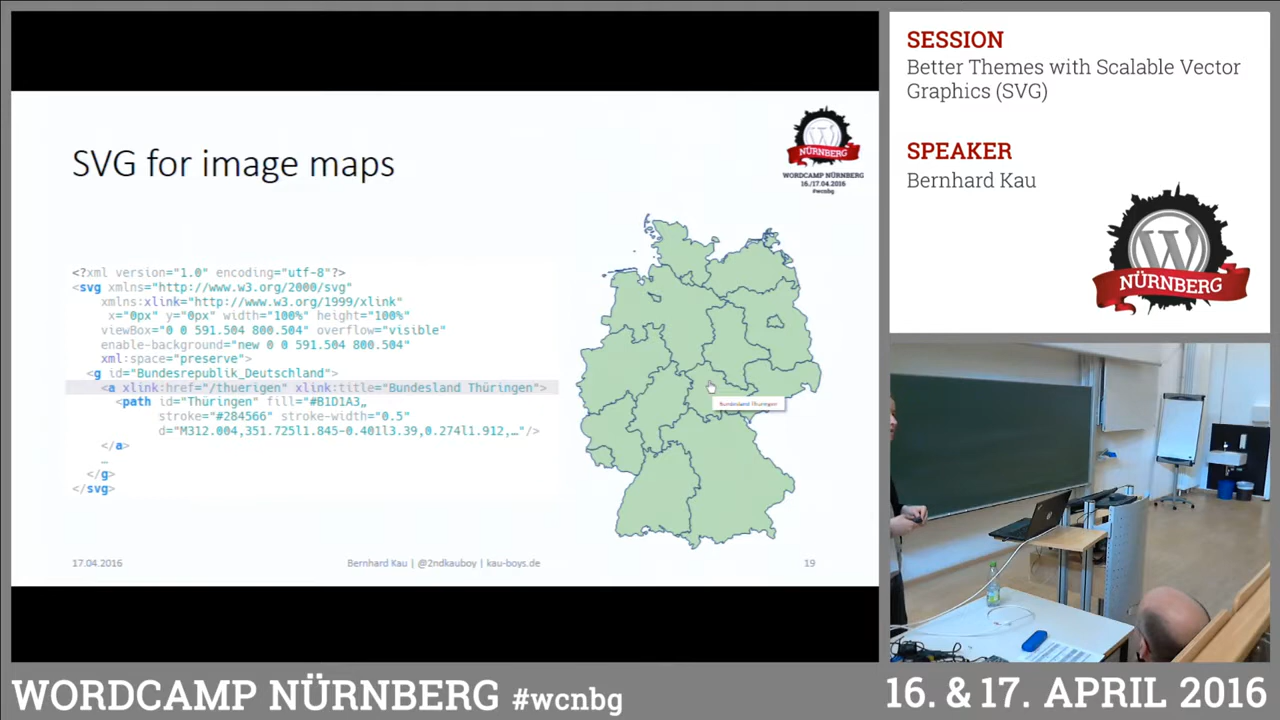 SVG for image maps
NÜRNBERG
WORDCAMP NÜRNBERG
16./17.04.2016
#wcnbg
<?xml version="1.0" encoding="utf-8"?>
<svg xmlns="http://www.w3.org/2000/svg"
xmlns:xlink="http://www.w3.org/1999/xlink"
x="0px" y="0px" width="100%" height="100%"
viewBox="0 0 591.504 800.504" overflow="visible"
enable-background="new 0 0 591.504 800.504"
xml:space="preserve">
<g id="Bundesrepublik_Deutschland">
<a xlink:href="/thuerigen" xlink:title="Bundesland Thüringen">
<path id="Thüringen" fill="#B1D1A3„
stroke="#284566" stroke-width="0.5"
d="M312.004,351.725l1.845-0.401l3.39,0.274l1.912,…"/>
</a>
…
</g>
</svg>
Bundesland Thüringen
17.04.2016
Bernhard Kau | @2ndkauboy | kau-boys.de
19
SESSION
Better Themes with Scalable Vector
Graphics (SVG)
SPEAKER
Bernhard Kau
NÜRNBERG
WORDCAMP NÜRNBERG #wcnbg
16. & 17. APRIL 2016